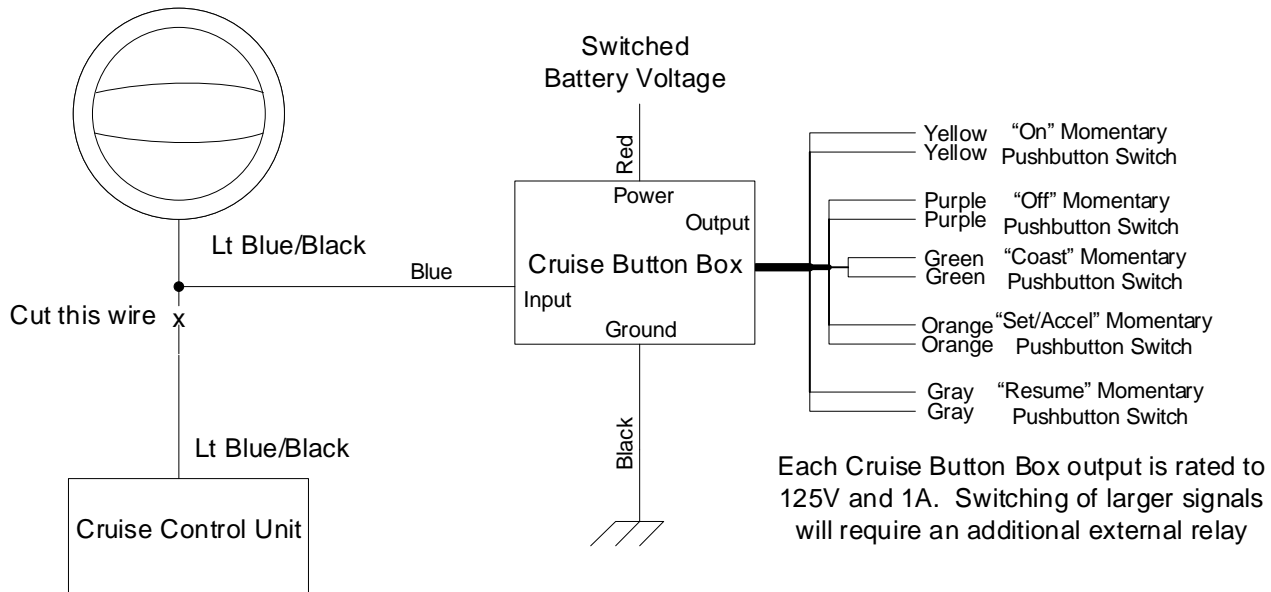 Switched
Battery Voltage
Red
Lt Blue/Black
Blue
Cut this wire x
Lt Blue/Black
Cruise Control Unit
Power
Output
Cruise Button Box
Input
Ground
Black
Yellow “On” Momentary
Yellow Pushbutton Switch
Purple “Off” Momentary
Purple Pushbutton Switch
Green “Coast” Momentary
Green Pushbutton Switch
Orange “Set/Accel” Momentary
Orange Pushbutton Switch
Gray “Resume” Momentary
Gray Pushbutton Switch
Each Cruise Button Box output is rated to
125V and 1A. Switching of larger signals
will require an additional external relay